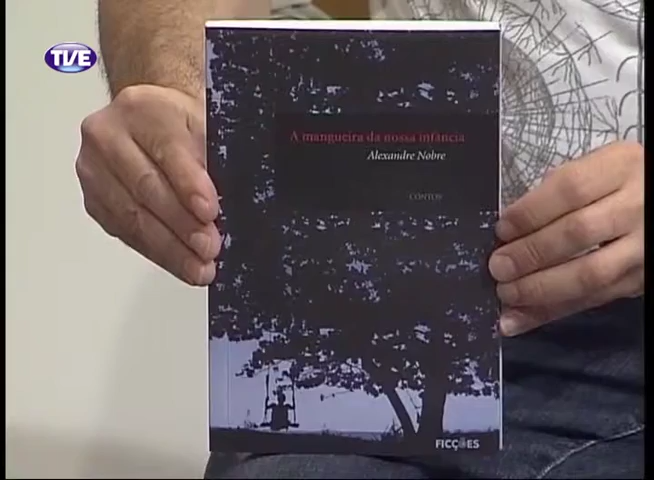 TVE
A mangueira da nossa infância
Alexandre Nobre
CONTOS
FICÇÕES